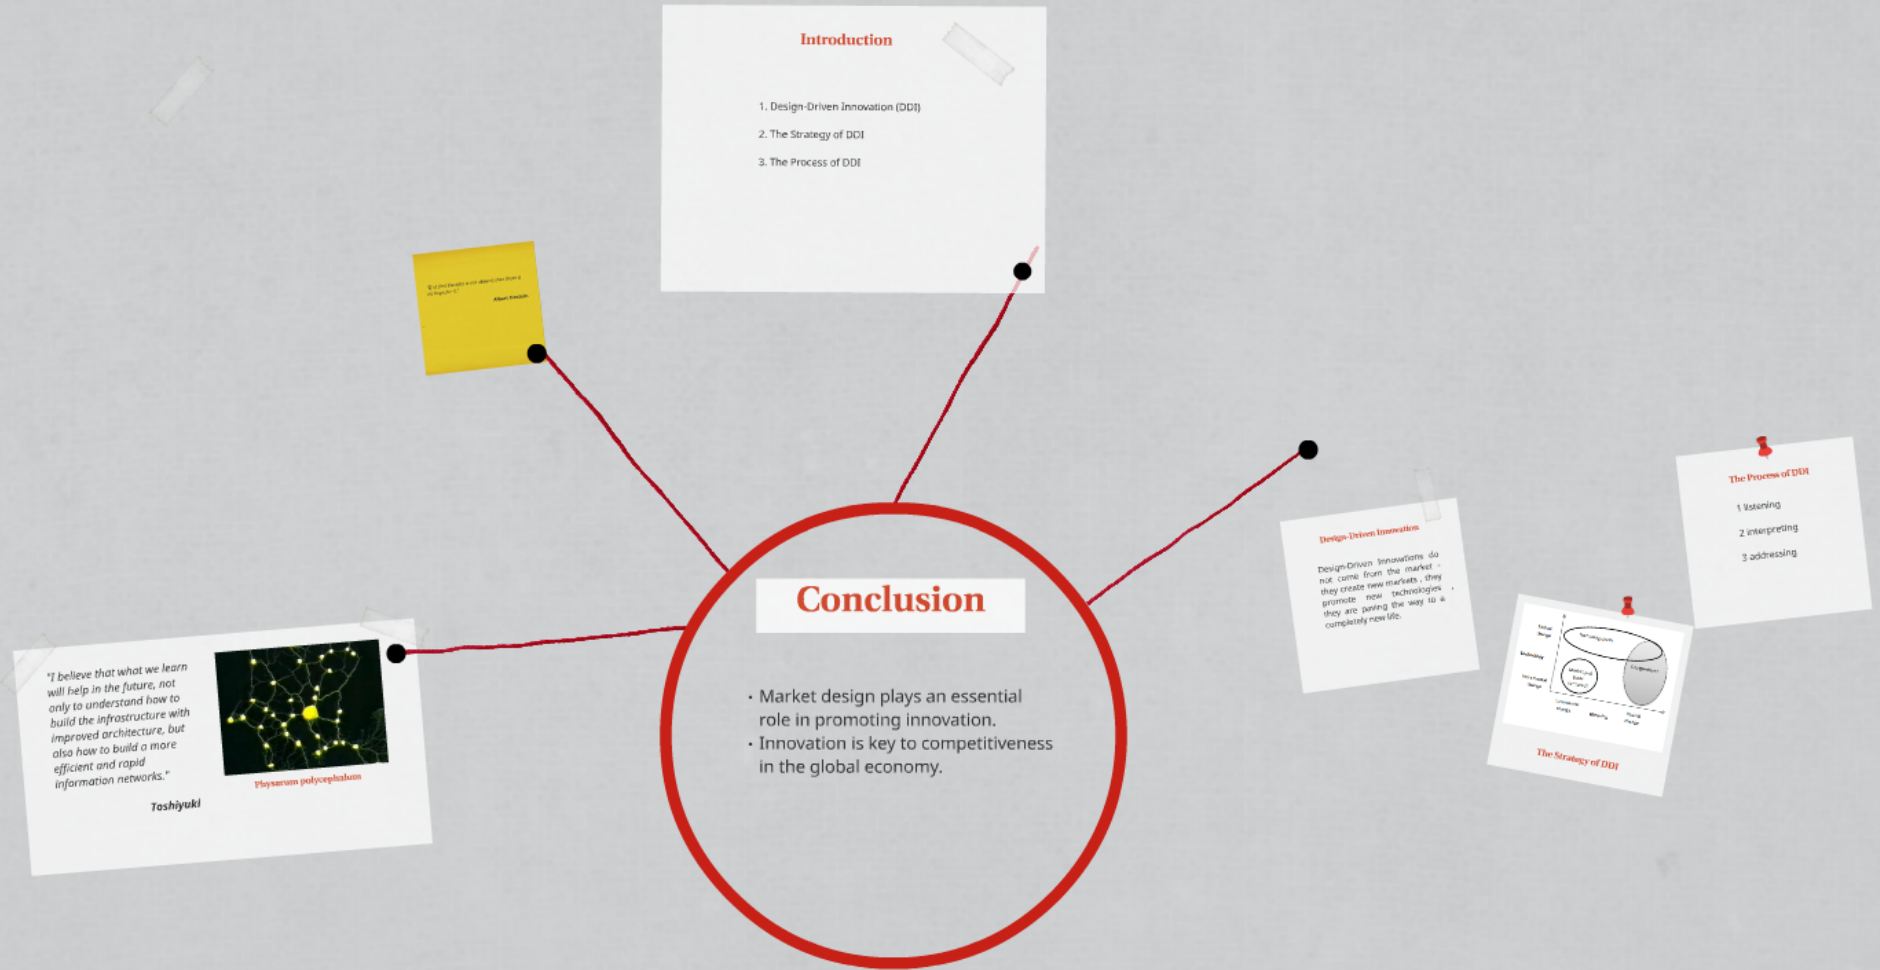 Introduction
1. Design-Driven Innovation (DDI)
2. The Strategy of DDI
3. The Process of DDI
Albert Einstein
"I believe that what we learn
will help in the future, not
only to understand how to
build the infrastructure with
improved architecture, but
also how to build a more
efficient and rapid
information networks."
Toshiyuki
Physarum polycephalum
Conclusion
· Market design plays an essential
role in promoting innovation.
· Innovation is key to competitiveness
in the global economy.
Design-Driven Innovation
Design-Driven Innovations do
not come from the market -
they create new markets , they
promote new technologies ,
they are paving the way to a
completely new life.
The Strategy of DDI
The Process of DDI
1 listening
2 interpreting
3 addressing